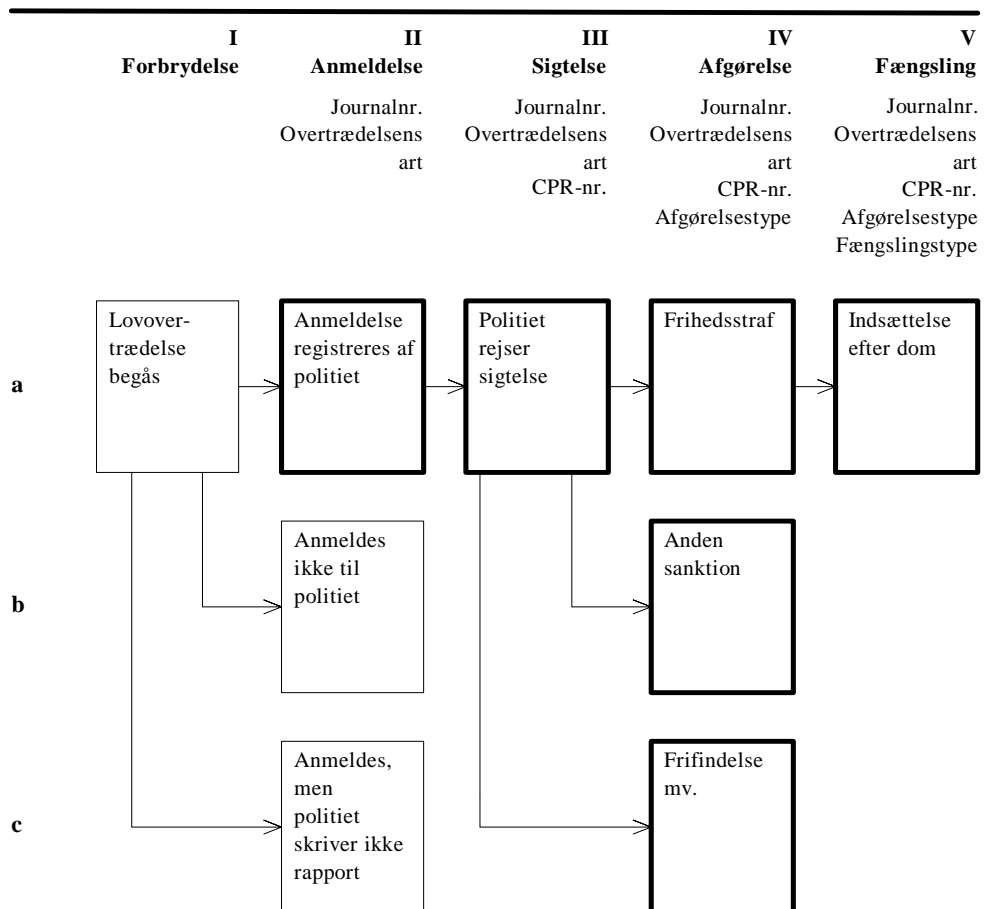 I II III IV V
Forbrydelse Anmeldelse Sigtelse Afgørelse Fængsling
Journalnr.
Overtrædelsens
art
Journalnr.
Overtrædelsens
art
CPR-nr.
Journalnr.
Overtrædelsens
art
CPR-nr.
Afgørelsestype
Journalnr.
Overtrædelsens
art
CPR-nr.
Afgørelsestype
Fængslingstype
a
Lovover-
trædelse
begås
Anmeldelse
registreres af
politiet
Politiet
rejser
sigtelse
Frihedsstraf
Indsættelse
efter dom
b
Anmeldes
ikke til
politiet
Anden
sanktion
c
Anmeldes,
men
politiet
skriver ikke
rapport
Frifindelse
mv.